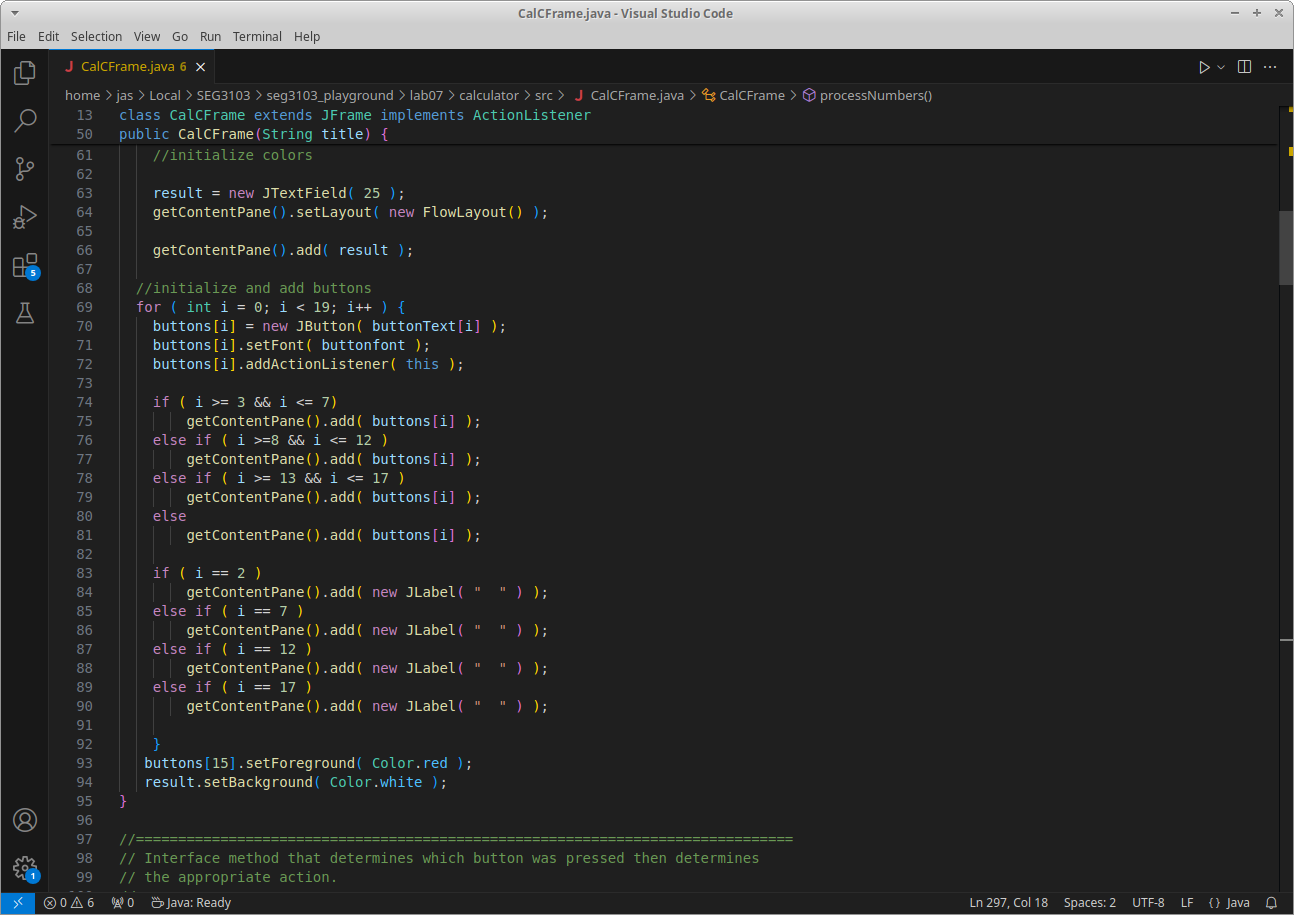 CalCFrame.java - Visual Studio Code
File Edit Selection View Go Run Terminal Help
J CalCFrame.java 6
home > jas > Local > SEG3103 > seg3103_playground > lab07 > calculator > src > J CalCFrame.java > CalCFrame > processNumbers()
13 class CalCFrame extends JFrame implements ActionListener
50 public CalCFrame(String title) {
61 //initialize colors
62
63 result = new JTextField( 25 );
64 getContentPane().setLayout( new FlowLayout() );
65
66 getContentPane().add( result );
67
68 //initialize and add buttons
69 for ( int i = 0; i < 19; i++ ) {
70 buttons[i] = new JButton( buttonText[i] );
71 buttons[i].setFont( buttonfont );
72 buttons[i].addActionListener( this );
73
74 if ( i >= 3 && i <= 7)
75 getContentPane().add( buttons[i] );
76 else if ( i >=8 && i <= 12 )
77 getContentPane().add( buttons[i] );
78 else if ( i >= 13 && i <= 17 )
79 getContentPane().add( buttons[i] );
80 else
81 getContentPane().add( buttons[i] );
82
83 if ( i == 2 )
84 getContentPane().add( new JLabel( "  " ) );
85 else if ( i == 7 )
86 getContentPane().add( new JLabel( "  " ) );
87 else if ( i == 12 )
88 getContentPane().add( new JLabel( "  " ) );
89 else if ( i == 17 )
90 getContentPane().add( new JLabel( "  " ) );
91
92 }
93 buttons[15].setForeground( Color.red );
94 result.setBackground( Color.white );
95 }
96
97 //==============================================================================
98 // Interface method that determines which button was pressed then determines
99 // the appropriate action.
5
1
0 6 0 Java: Ready Ln 297, Col 18 Spaces: 2 UTF-8 LF {} Java